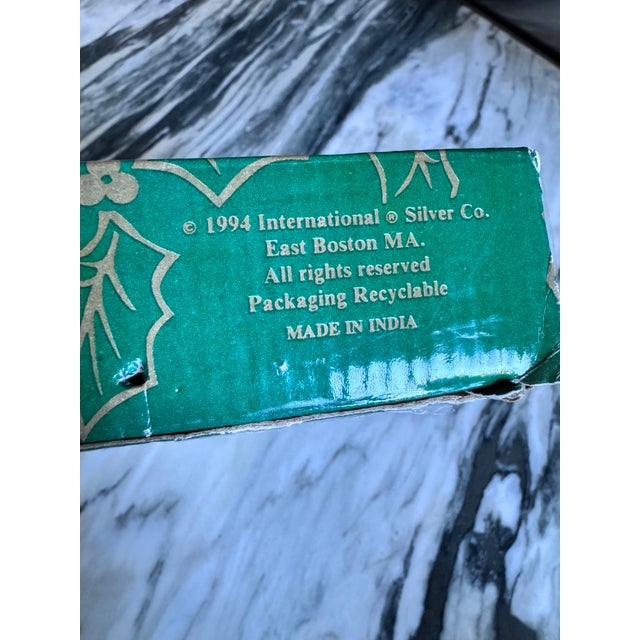 © 1994 International ® Silver Co.
East Boston MA.
All rights reserved
Packaging Recyclable
MADE IN INDIA